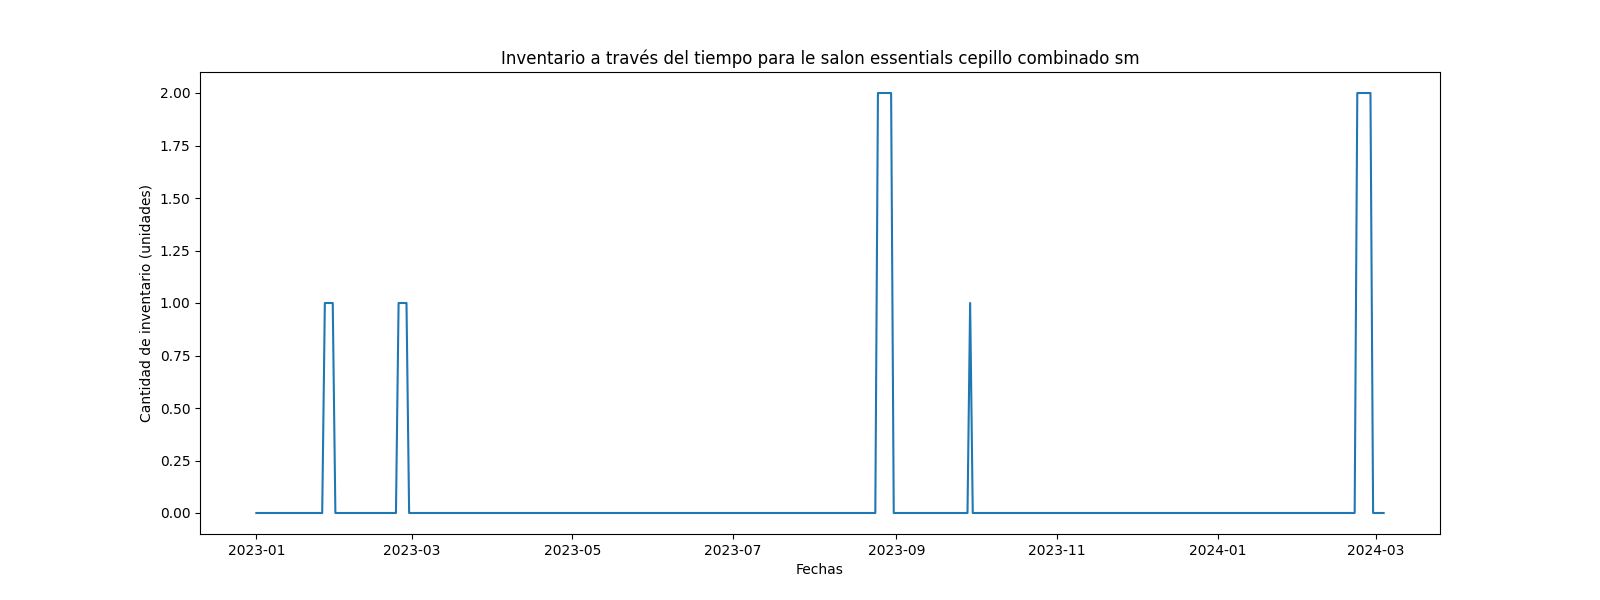 Inventario a través del tiempo para le salon essentials cepillo combinado sm
Cantidad de inventario (unidades)
2.00
1.75
1.50
1.25
1.00
0.75
0.50
0.25
0.00
2023-01 2023-03 2023-05 2023-07 2023-09 2023-11 2024-01 2024-03
Fechas